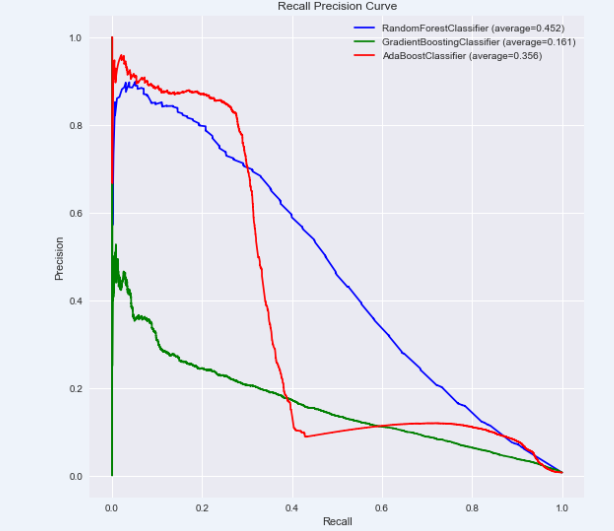 Recall Precision Curve
RandomForestClassifier (average=0.452)
GradientBoostingClassifier (average=0.161)
AdaBoostClassifier (average=0.356)
1.0
0.8
0.6
0.4
0.2
0.0
Precision
0.0 0.2 0.4 0.6 0.8 1.0
Recall